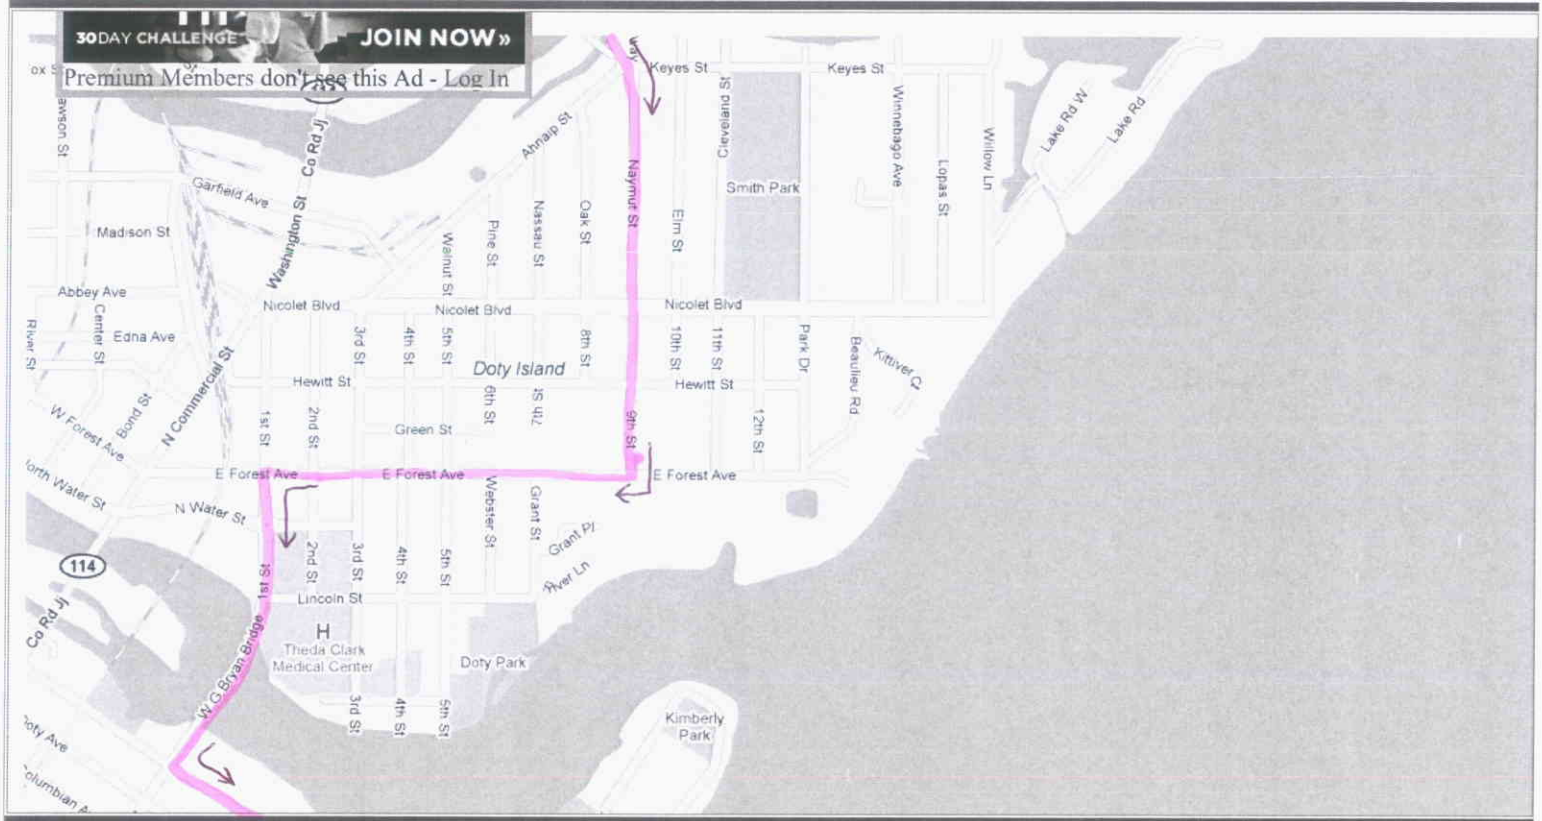 30DAY CHALLENGE
JOIN NOW»
Premium Members don't see this Ad - Log In
Way
Keyes St
Keyes St
Cleveland St
Winnebago Ave
Willow Ln
Lopas St
Lake Rd W
Lake Rd
Co Rd Jj
Ahnaip St
Garfield Ave
Smith Park
Naymut St
Madison St
Washington St
Walnut St
Pine St
Nassau St
Oak St
Elm St
Abbey Ave
Nicolet Blvd
Nicolet Blvd
Nicolet Blvd
River St
Center St
Edna Ave
3rd St
4th St
5th St
8th St
10th St
11th St
Park Dr
Beaulieu Rd
Kittiver Ct
Doty Island
N Commercial St
Hewitt St
Hewitt St
6th St
7th St
W Forest Ave
Bond St
1st St
2nd St
Green St
9th St
12th St
E Forest Ave
E Forest Ave
E Forest Ave
North Water St
N Water St
Webster St
Grant St
Grant Pl
River Ln
114
1st St
2nd St
3rd St
4th St
5th St
Lincoln St
Co Rd Jj
H
Theda Clark
Medical Center
Doty Park
W G Bryan Bridge
3rd St
4th St
5th St
Kimberly
Park
Doty Ave